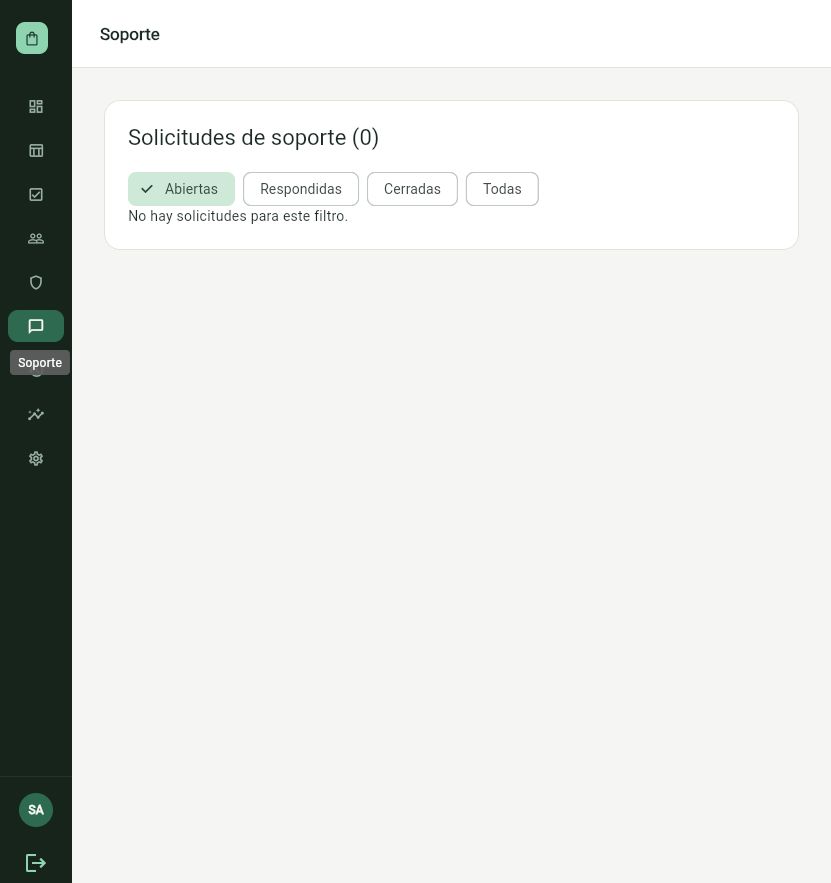 Soporte
Solicitudes de soporte (0)
Abiertas Respondidas Cerradas Todas
No hay solicitudes para este filtro.
Soporte
SA